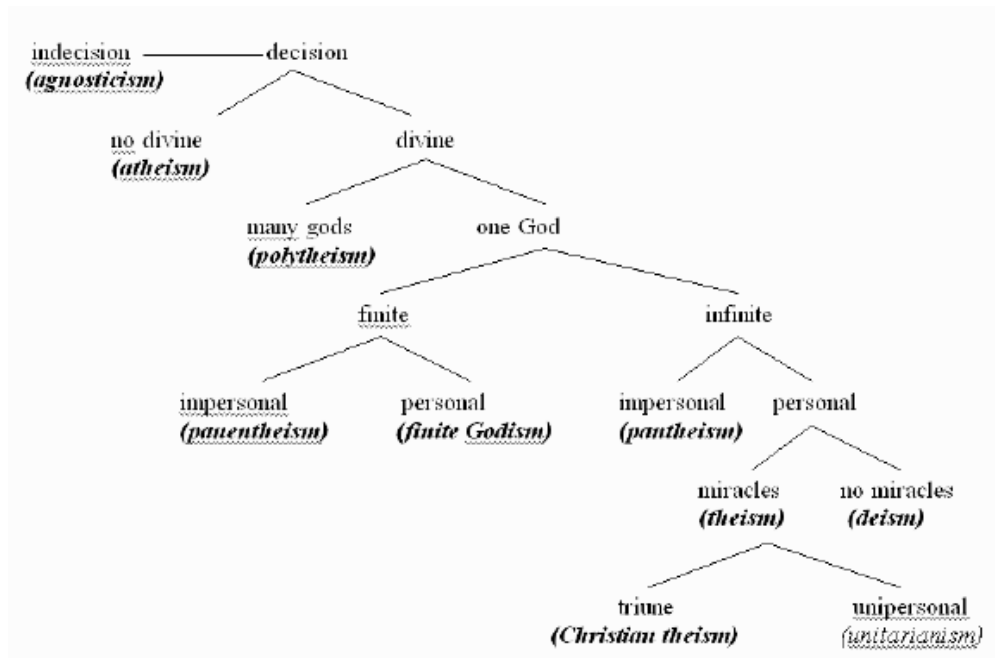 indecision decision
(agnosticism)
no divine divine
(atheism)
many gods one God
(polytheism)
finite infinite
impersonal personal impersonal personal
(panentheism) (finite Godism) (pantheism)
miracles no miracles
(theism) (deism)
triune unipersonal
(Christian theism) (unitarianism)